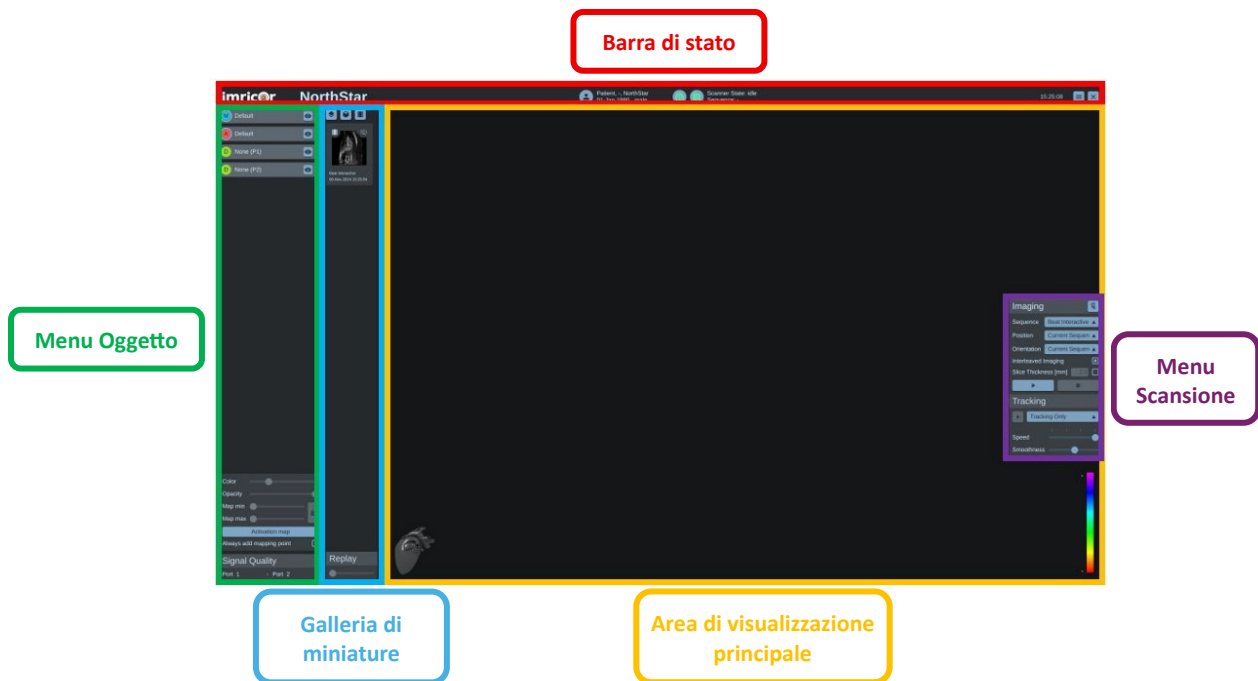 Barra di stato
imricor NorthStar
Patient, -, NorthStar
Scanner State: idle
15:25:08
Default
Default
None (P1)
None (P2)
Color
Opacity
Map min
Map max
Activation map
Always add mapping point
Signal Quality
Port 1 - Port 2
Replay
Imaging
Sequence Beat Interactive
Position Current Sequen
Orientation Current Sequen
Interleaved Imaging
Slice Thickness [mm]
Tracking
Tracking Only
Speed
Smoothness
Menu Oggetto
Menu
Scansione
Galleria di
miniature
Area di visualizzazione
principale